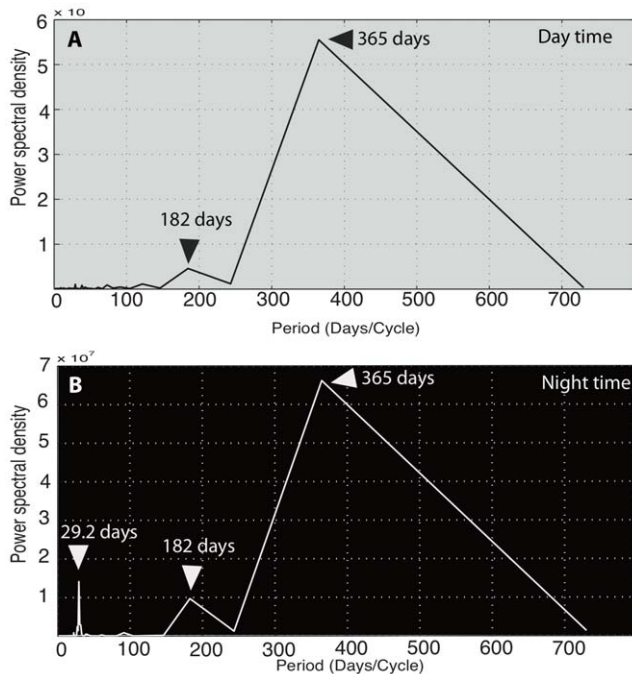 6 × 10
A
365 days
Day time
5
4
Power spectral density
3
2
182 days
1
0 100 200 300 400 500 600 700
Period (Days/Cycle)
7 × 10⁷
B
365 days
Night time
6
5
Power spectral density
4
3
29.2 days
182 days
2
1
0 100 200 300 400 500 600 700
Period (Days/Cycle)